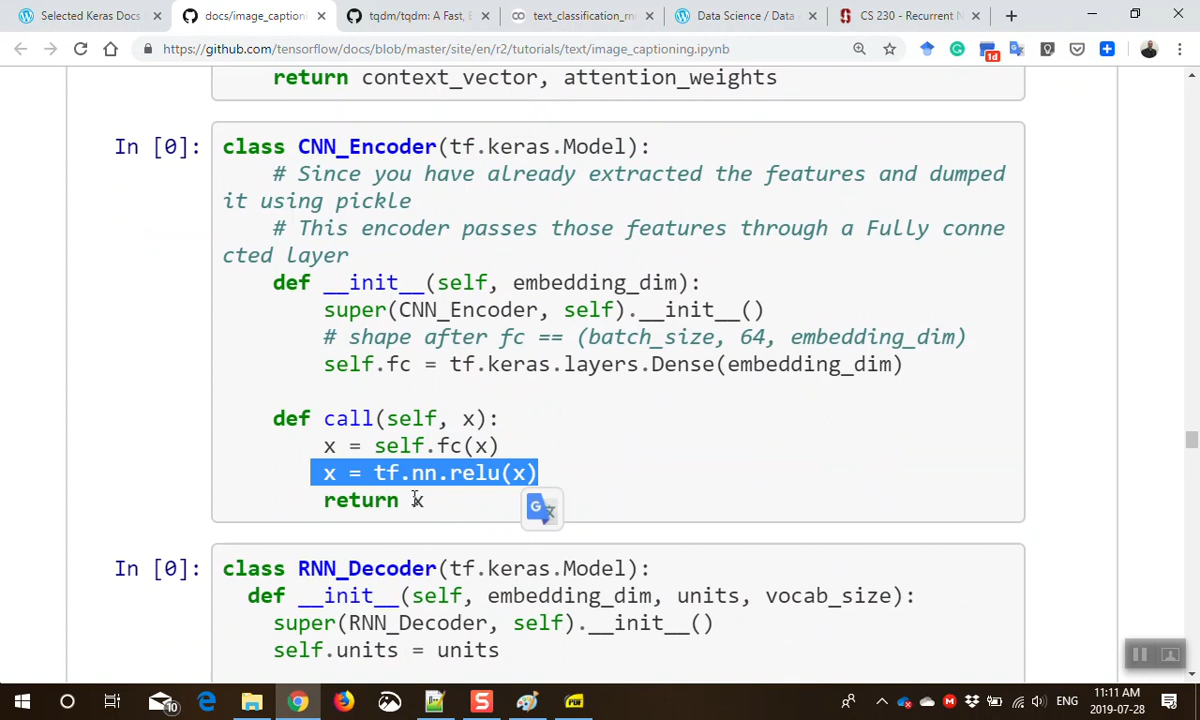 Selected Keras Docs
docs/image_captioni
tqdm/tqdm: A Fast, E
text_classification_rn
Data Science / Data
CS 230 - Recurrent N
https://github.com/tensorflow/docs/blob/master/site/en/r2/tutorials/text/image_captioning.ipynb
1d
return context_vector, attention_weights
In [0]:
class CNN_Encoder(tf.keras.Model):
# Since you have already extracted the features and dumped
it using pickle
# This encoder passes those features through a Fully conne
cted layer
def __init__(self, embedding_dim):
super(CNN_Encoder, self).__init__()
# shape after fc == (batch_size, 64, embedding_dim)
self.fc = tf.keras.layers.Dense(embedding_dim)
def call(self, x):
x = self.fc(x)
x = tf.nn.relu(x)
return x
In [0]:
class RNN_Decoder(tf.keras.Model):
def __init__(self, embedding_dim, units, vocab_size):
super(RNN_Decoder, self).__init__()
self.units = units
10
ENG
11:11 AM
2019-07-28